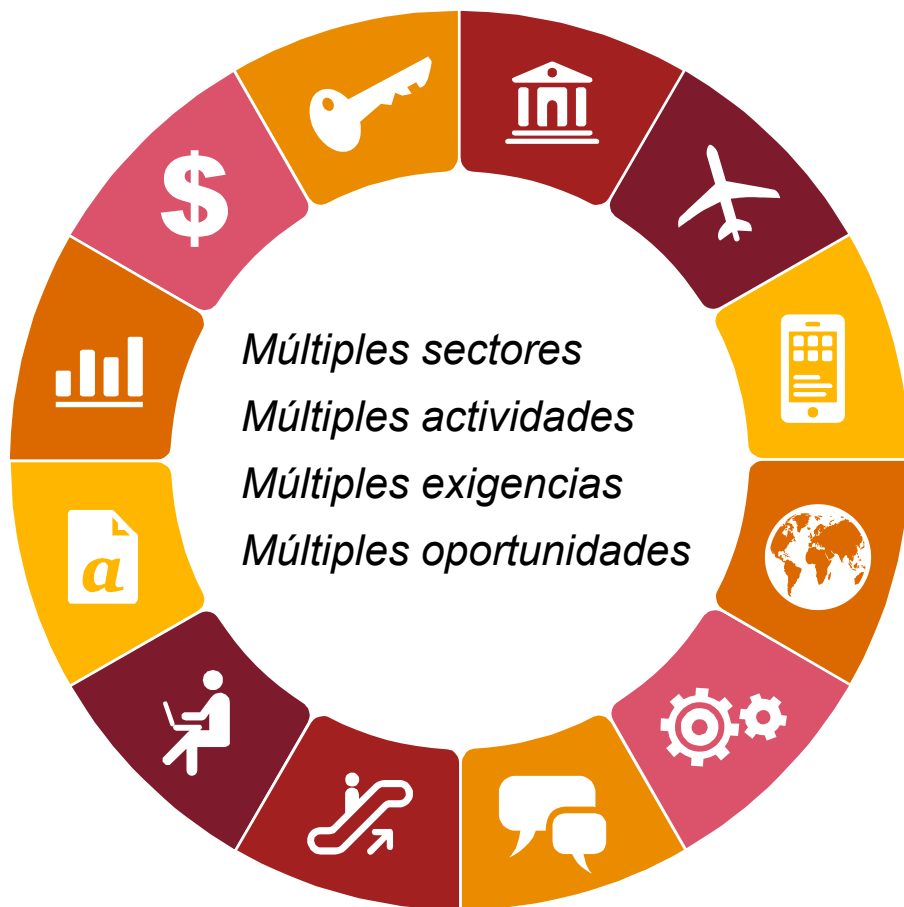 $
Múltiples sectores
Múltiples actividades
Múltiples exigencias
Múltiples oportunidades
a